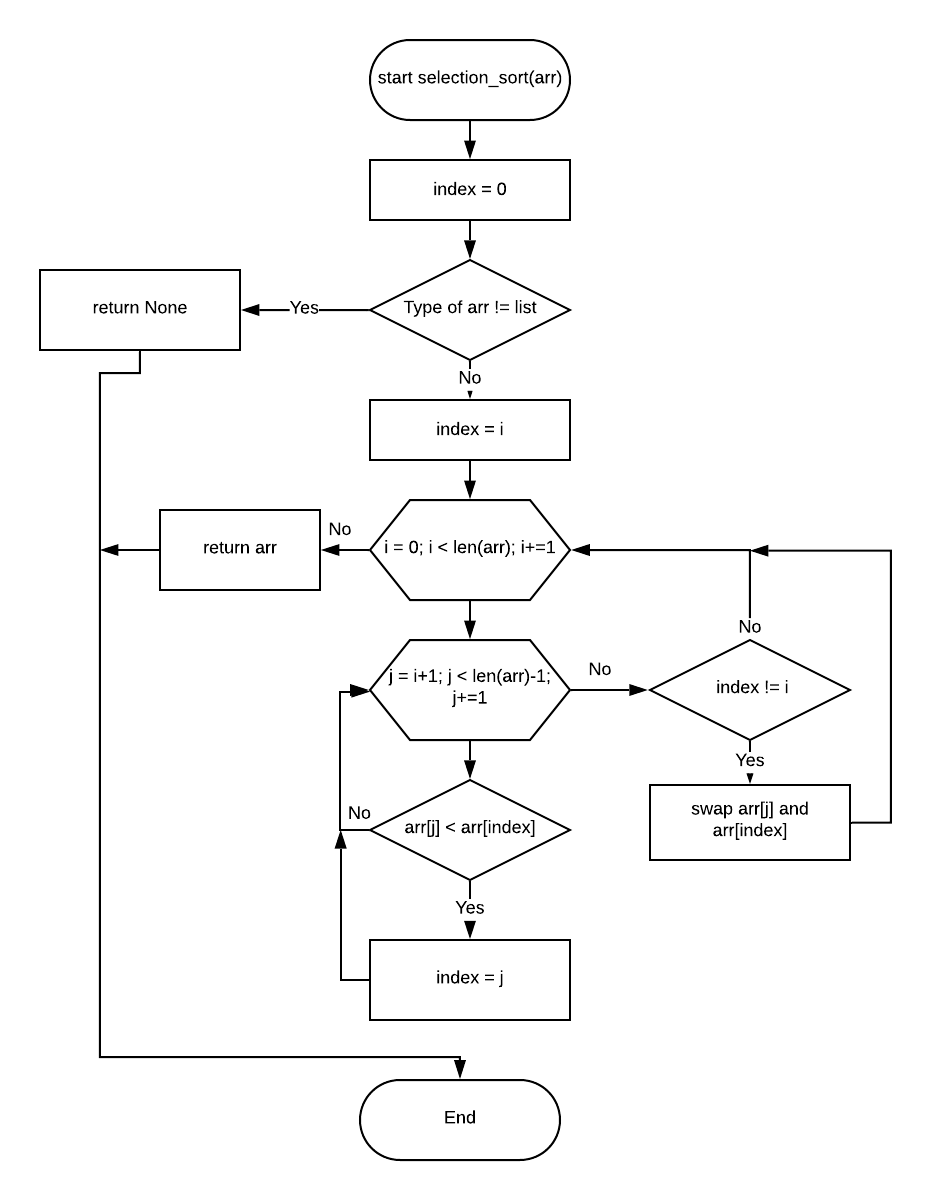 start selection_sort(arr)
index = 0
Type of arr != list
Yes
return None
No
index = i
i = 0; i < len(arr); i+=1
No
return arr
j = i+1; j < len(arr)-1;
j+=1
No
index != i
No
Yes
swap arr[j] and
arr[index]
arr[j] < arr[index]
No
Yes
index = j
End